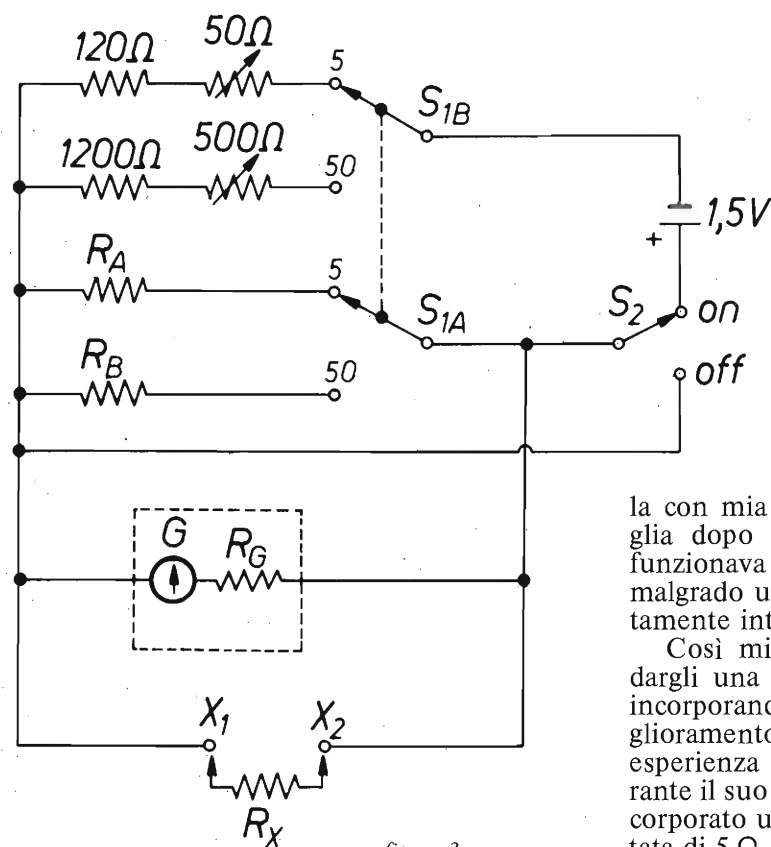 120Ω 50Ω 5 S1B
1200Ω 500Ω 50 1,5V
+
RA 5 S1A S2 on
RB 50 off
G RG
X1 X2
RX
la con mia
glia dopo
funzionava
malgrado u
tamente int
Così mi
dargli una
incorporand
glioramento
esperienza
rante il suo
corporato u